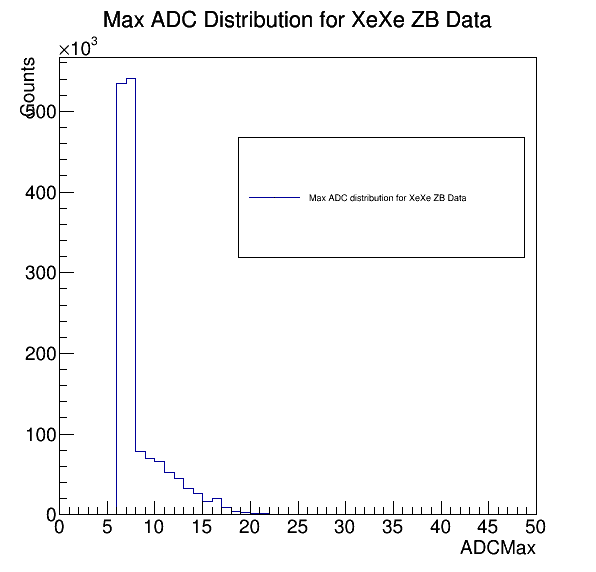 Max ADC Distribution for XeXe ZB Data
×10³
Counts
500
400
300
200
100
0
Max ADC distribution for XeXe ZB Data
0 5 10 15 20 25 30 35 40 45 50
ADCMax